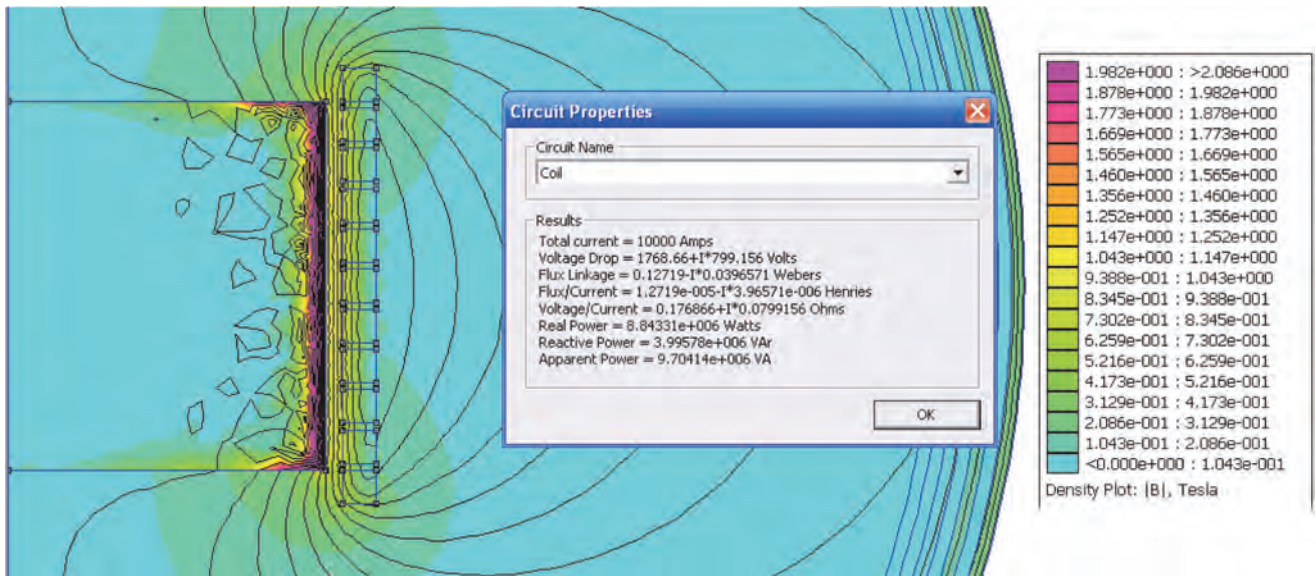 Circuit Properties
Circuit Name
Coil
Results
Total current = 10000 Amps
Voltage Drop = 1768.66+I*799.156 Volts
Flux Linkage = 0.12719-I*0.0396571 Webers
Flux/Current = 1.2719e-005-I*3.96571e-006 Henries
Voltage/Current = 0.176866+I*0.0799156 Ohms
Real Power = 8.84331e+006 Watts
Reactive Power = 3.99578e+006 VAr
Apparent Power = 9.70414e+006 VA
OK
1.982e+000 : >2.086e+000
1.878e+000 : 1.982e+000
1.773e+000 : 1.878e+000
1.669e+000 : 1.773e+000
1.565e+000 : 1.669e+000
1.460e+000 : 1.565e+000
1.356e+000 : 1.460e+000
1.252e+000 : 1.356e+000
1.147e+000 : 1.252e+000
1.043e+000 : 1.147e+000
9.388e-001 : 1.043e+000
8.345e-001 : 9.388e-001
7.302e-001 : 8.345e-001
6.259e-001 : 7.302e-001
5.216e-001 : 6.259e-001
4.173e-001 : 5.216e-001
3.129e-001 : 4.173e-001
2.086e-001 : 3.129e-001
1.043e-001 : 2.086e-001
<0.000e+000 : 1.043e-001
Density Plot: |B|, Tesla